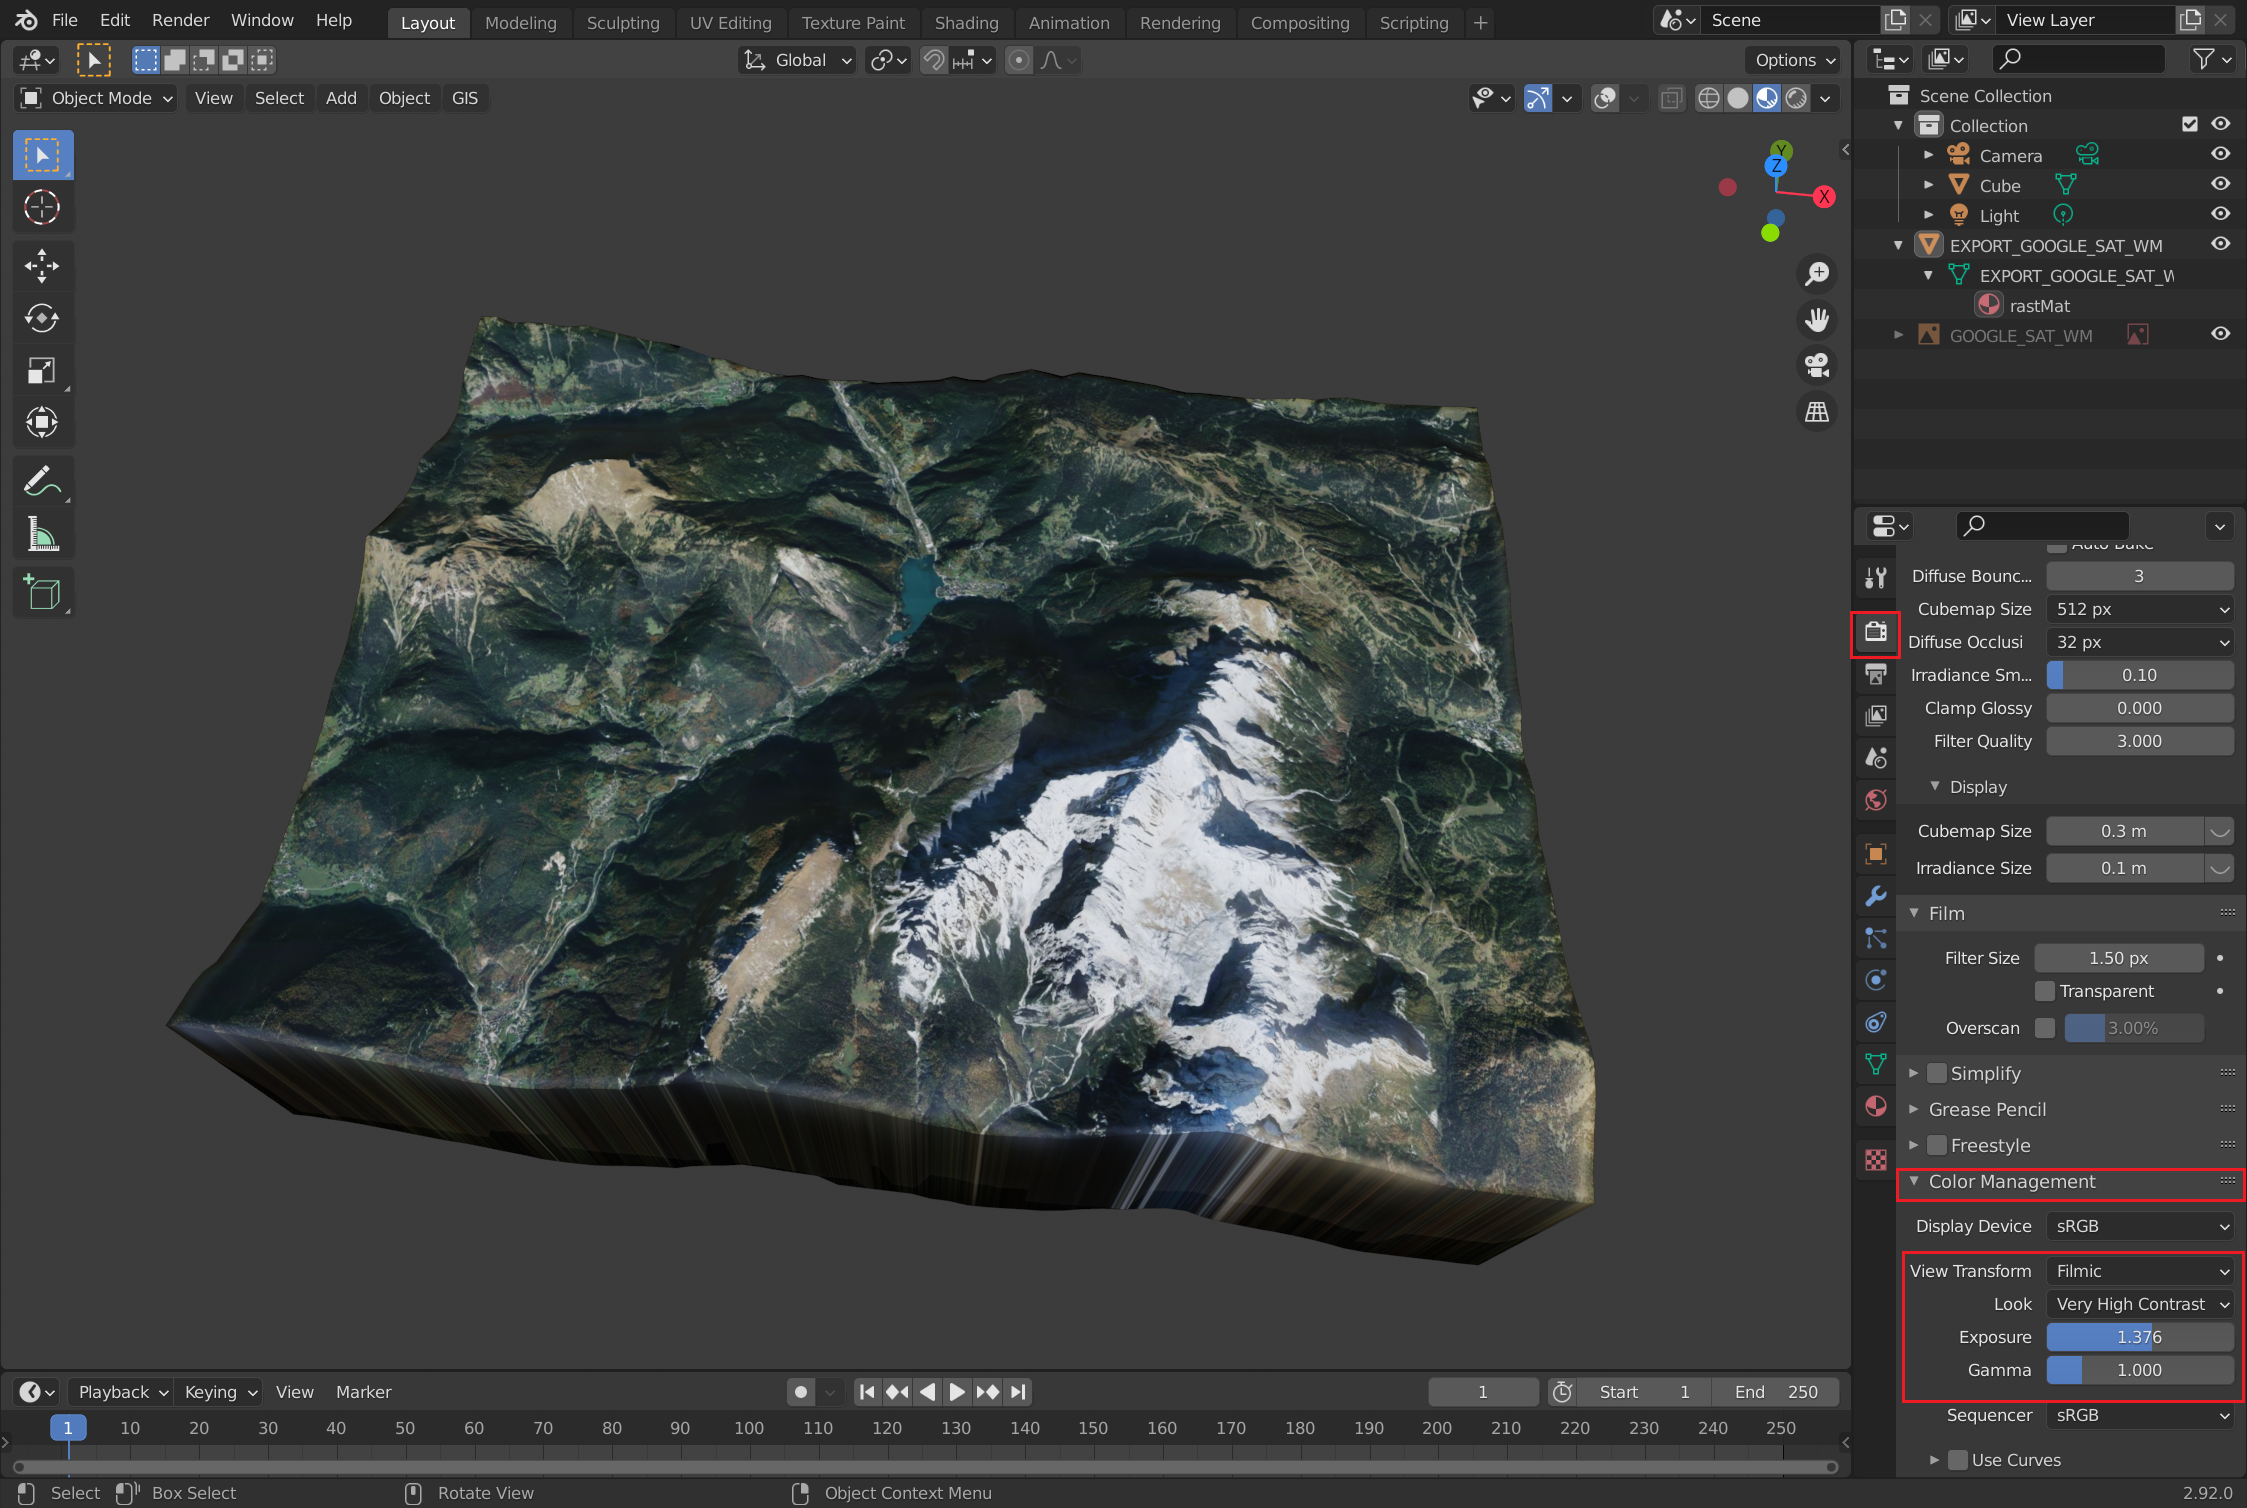 File Edit Render Window Help Layout Modeling Sculpting UV Editing Texture Paint Shading Animation Rendering Compositing Scripting + Scene View Layer
Global Options
Object Mode View Select Add Object GIS
Scene Collection
Collection
Camera
Cube
Light
EXPORT_GOOGLE_SAT_WM
EXPORT_GOOGLE_SAT_W
rastMat
GOOGLE_SAT_WM
Y
Z
X
Auto Bake
Diffuse Bounc... 3
Cubemap Size 512 px
Diffuse Occlusi 32 px
Irradiance Sm... 0.10
Clamp Glossy 0.000
Filter Quality 3.000
Display
Cubemap Size 0.3 m
Irradiance Size 0.1 m
Film
Filter Size 1.50 px
Transparent
Overscan 3.00%
Simplify
Grease Pencil
Freestyle
Color Management
Display Device sRGB
View Transform Filmic
Look Very High Contrast
Exposure 1.376
Gamma 1.000
Sequencer sRGB
Use Curves
Playback Keying View Marker 1 Start 1 End 250
1 10 20 30 40 50 60 70 80 90 100 110 120 130 140 150 160 170 180 190 200 210 220 230 240 250
Select Box Select Rotate View Object Context Menu 2.92.0